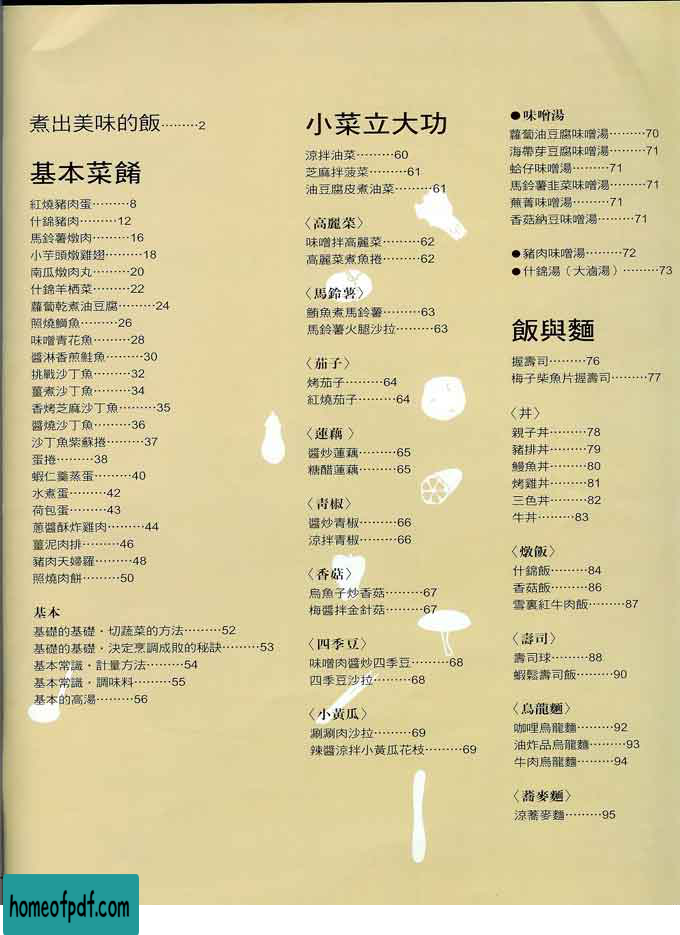 煮出美味的飯………2
基本菜餚
紅燒豬肉蛋………8
什錦豬肉………12
馬鈴薯燉肉………16
小芋頭燉雞翅………18
南瓜燉肉丸………20
什錦羊栖菜………22
蘿蔔乾煮油豆腐………24
照燒鰤魚………26
味噌青花魚………28
醬淋香煎鮭魚………30
挑戰沙丁魚………32
薑煮沙丁魚………34
香烤芝麻沙丁魚………35
醬燒沙丁魚………36
沙丁魚紫蘇捲………37
蛋捲………38
蝦仁羹蒸蛋………40
水煮蛋………42
荷包蛋………43
蔥醬酥炸雞肉………44
薑泥肉排………46
豬肉天婦羅………48
照燒肉餅………50
基本
基礎的基礎・切蔬菜的方法………52
基礎的基礎・決定烹調成敗的秘訣………53
基本常識・計量方法………54
基本常識・調味料………55
基本的高湯………56
小菜立大功
涼拌油菜………60
芝麻拌菠菜………61
油豆腐皮煮油菜………61
〈高麗菜〉
味噌拌高麗菜………62
高麗菜煮魚捲………62
〈馬鈴薯〉
鮪魚煮馬鈴薯………63
馬鈴薯火腿沙拉………63
〈茄子〉
烤茄子………64
紅燒茄子………64
〈蓮藕〉
醬炒蓮藕………65
糖醋蓮藕………65
〈青椒〉
醬炒青椒………66
涼拌青椒………66
〈香菇〉
烏魚子炒香菇………67
梅醬拌金針菇………67
〈四季豆〉
味噌肉醬炒四季豆………68
四季豆沙拉………68
〈小黃瓜〉
涮涮肉沙拉………69
辣醬涼拌小黃瓜花枝………69
●味噌湯
蘿蔔油豆腐味噌湯………70
海帶芽豆腐味噌湯………71
蛤仔味噌湯………71
馬鈴薯韭菜味噌湯………71
蕪菁味噌湯………71
香菇納豆味噌湯………71
●豬肉味噌湯………72
●什錦湯（大滷湯）………73
飯與麵
握壽司………76
梅子柴魚片握壽司………77
〈丼〉
親子丼………78
豬排丼………79
鰻魚丼………80
烤雞丼………81
三色丼………82
牛丼………83
〈燉飯〉
什錦飯………84
香菇飯………86
雪裏紅牛肉飯………87
〈壽司〉
壽司球………88
蝦鬆壽司飯………90
〈烏龍麵〉
咖哩烏龍麵………92
油炸品烏龍麵………93
牛肉烏龍麵………94
〈蕎麥麵〉
涼蕎麥麵………95
homeofpdf.com